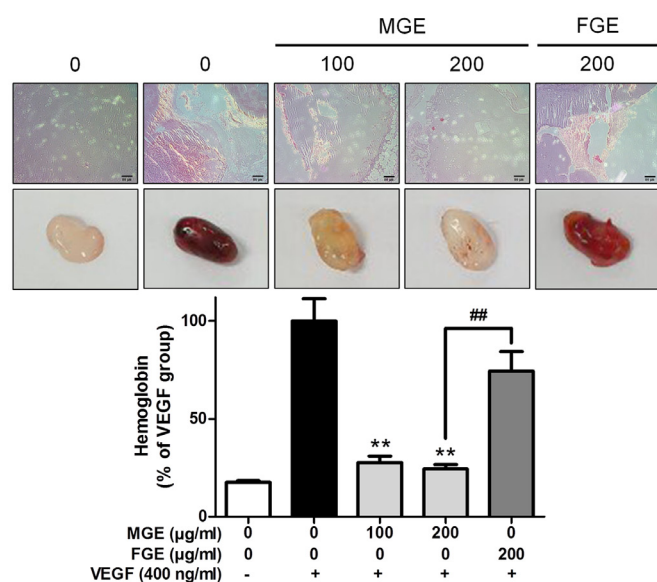 MGE FGE
0 0 100 200 200
100
50
0
Hemoglobin
(% of VEGF group)
** ** ##
MGE (µg/ml) 0 0 100 200 0
FGE (µg/ml) 0 0 0 0 200
VEGF (400 ng/ml) - + + + +